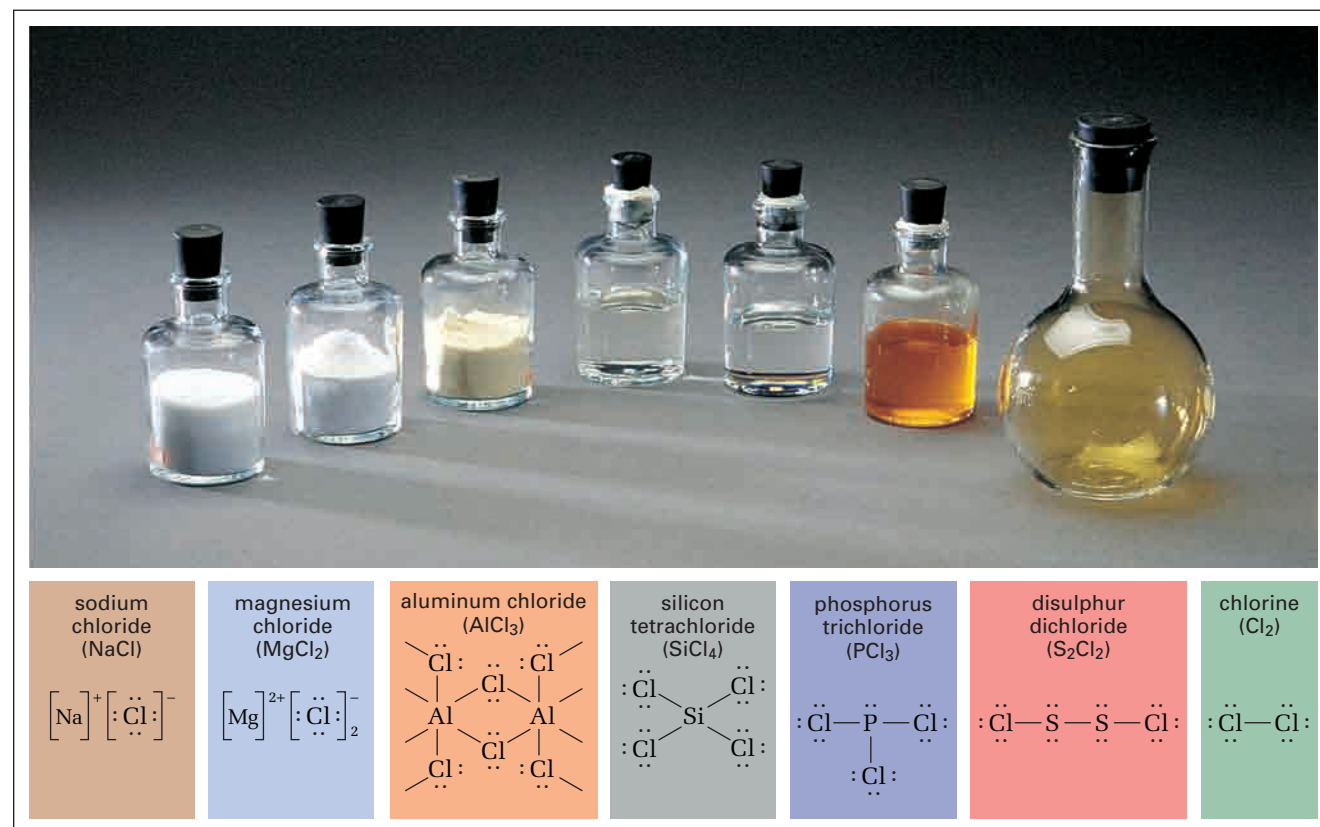 sodium
chloride
(NaCl)
[Na]⁺ [:Cl:]⁻
magnesium
chloride
(MgCl₂)
[Mg]²⁺ [:Cl:]₂⁻
aluminum chloride
(AlCl₃)
Cl: :Cl
Cl
Al Al
Cl
Cl: :Cl
silicon
tetrachloride
(SiCl₄)
:Cl Cl:
Si
:Cl Cl:
phosphorus
trichloride
(PCl₃)
:Cl—P—Cl:
:Cl:
disulphur
dichloride
(S₂Cl₂)
:Cl—S—S—Cl:
chlorine
(Cl₂)
:Cl—Cl: